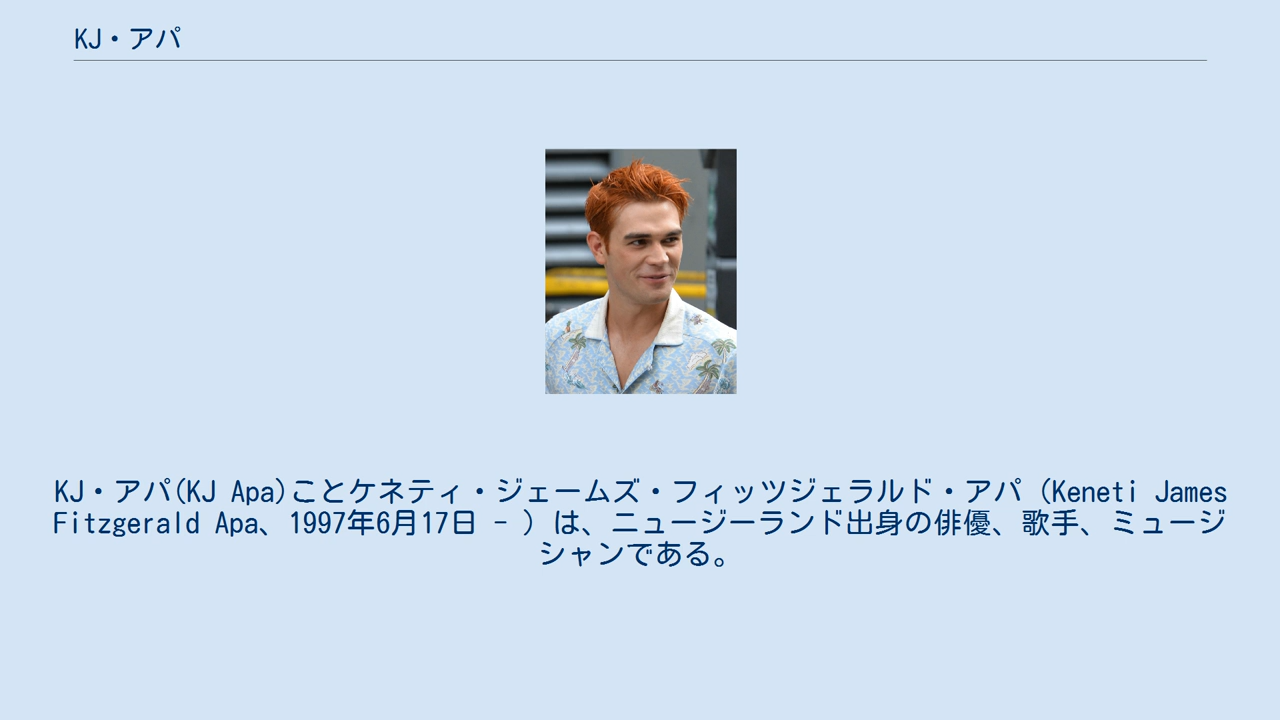 KJ・アパ
KJ・アパ(KJ Apa)ことケネティ・ジェームズ・フィッツジェラルド・アパ (Keneti James
Fitzgerald Apa、1997年6月17日 - ) は、ニュージーランド出身の俳優、歌手、ミュージ
シャンである。